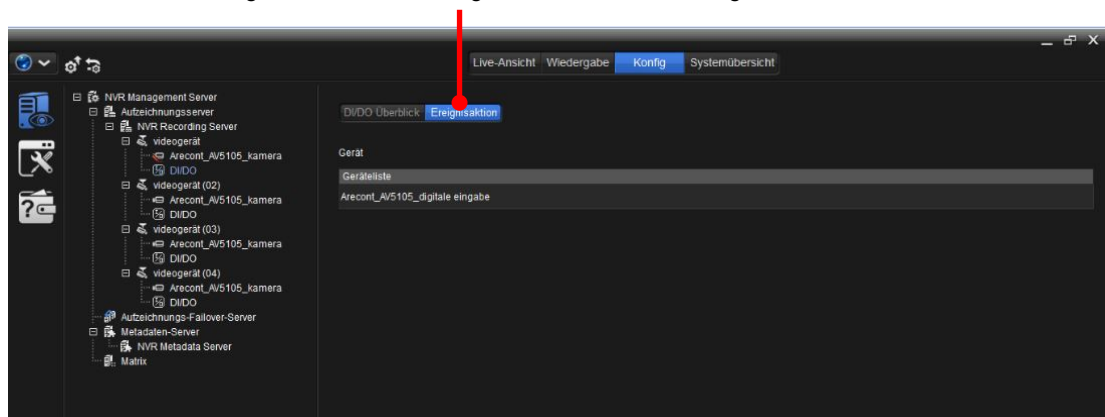 Live-Ansicht Wiedergabe Konfig Systemübersicht
NVR Management Server
Aufzeichnungsserver
NVR Recording Server
videogerät
Arecont_AV5105_kamera
DI/DO
videogerät (02)
Arecont_AV5105_kamera
DI/DO
videogerät (03)
Arecont_AV5105_kamera
DI/DO
videogerät (04)
Arecont_AV5105_kamera
DI/DO
Aufzeichnungs-Failover-Server
Metadaten-Server
NVR Metadata Server
Matrix
DI/DO Überblick Ereignisaktion
Gerät
Geräteliste
Arecont_AV5105_digitale eingabe